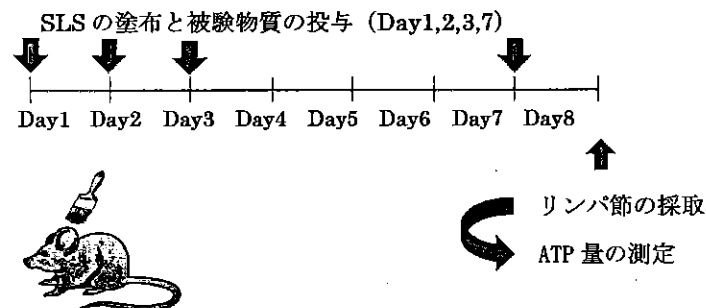 SLS の塗布と被験物質の投与（Day1,2,3,7）
Day1 Day2 Day3 Day4 Day5 Day6 Day7 Day8
リンパ節の採取
ATP 量の測定